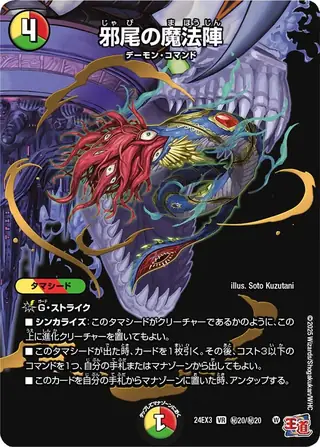 じゃび ま ほうじん
4
邪尾の魔法陣
デーモン・コマンド
illus. Soto Kuzutani
タマシード
G・ストライク
■ シンカライズ：このタマシードがクリーチャーであるかのように、この
上に進化クリーチャーを置いてもよい。
■ このタマシードが出た時、カードを1枚引く。その後、コスト3以下の
コマンドを1つ、自分の手札またはマナゾーンから出してもよい。
■ このカードを自分の手札からマナゾーンに置いた時、アンタップする。
1
24EX3 VR 秘20/秘20 W
王道
©2025 Wizards/Shogakukan/WHC